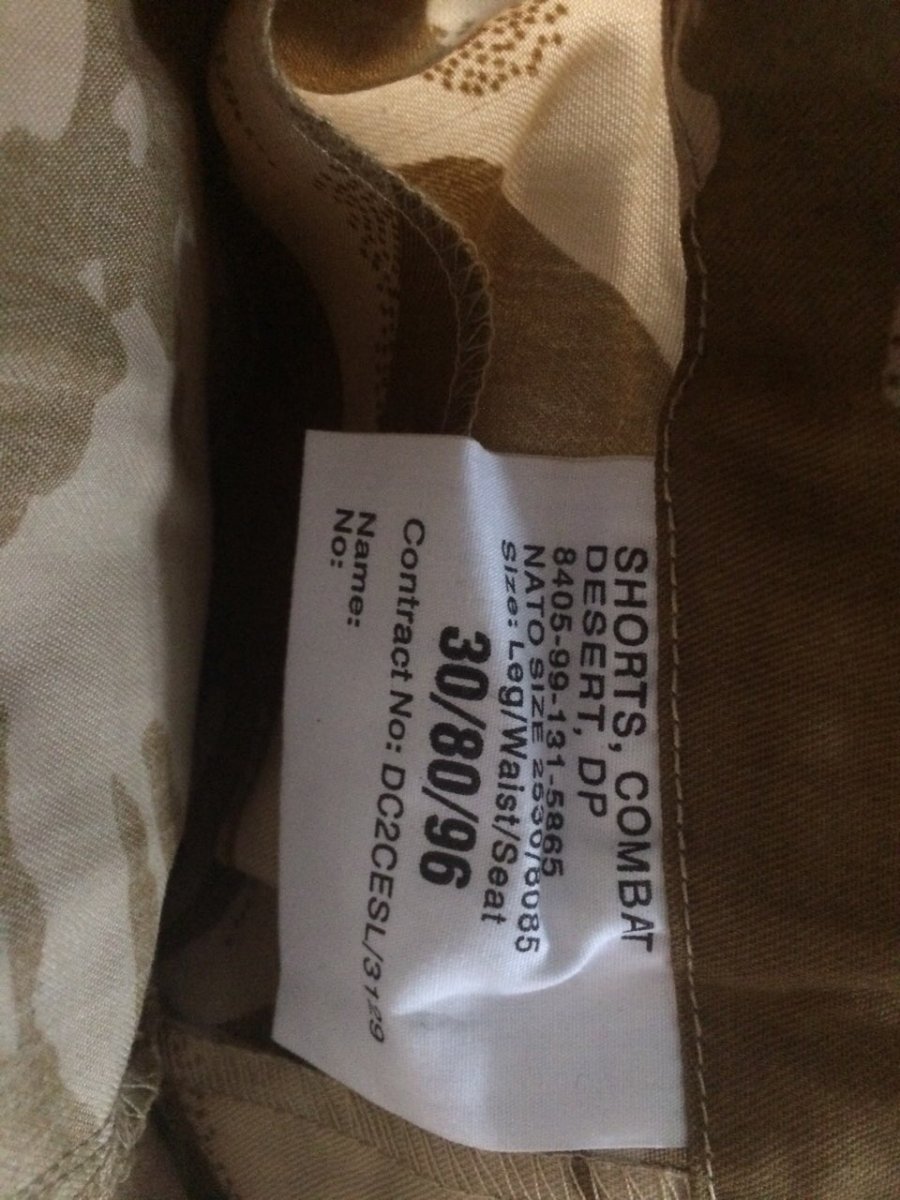 SHORTS, COMBAT
DESERT, DP
8405-99-131-5865
NATO SIZE 2530/8085
Size: Leg/Waist/Seat
30/80/96
Contract No: DC2CESL/3129
Name:
No: